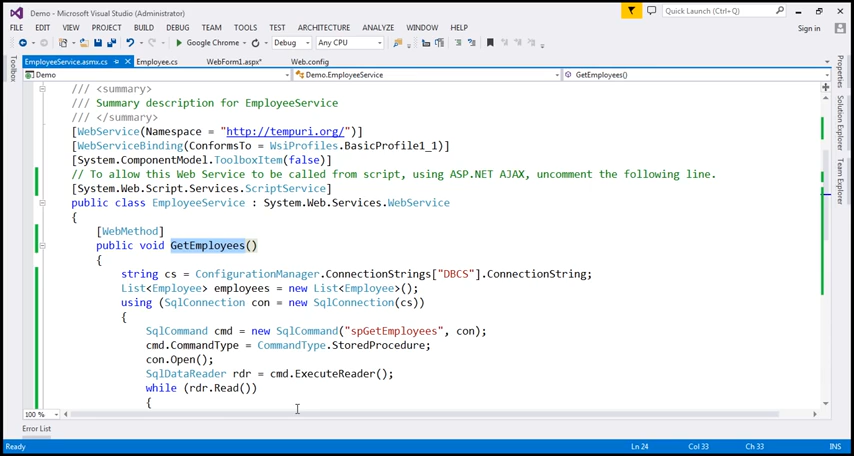 Demo - Microsoft Visual Studio (Administrator)
Quick Launch (Ctrl+Q)
FILE EDIT VIEW PROJECT BUILD DEBUG TEAM TOOLS TEST ARCHITECTURE ANALYZE WINDOW HELP
Sign in
Google Chrome Debug Any CPU
EmployeeService.asmx.cs Employee.cs WebForm1.aspx* Web.config
Demo Demo.EmployeeService GetEmployees()
Toolbox
/// <summary>
/// Summary description for EmployeeService
/// </summary>
[WebService(Namespace = "http://tempuri.org/")]
[WebServiceBinding(ConformsTo = WsiProfiles.BasicProfile1_1)]
[System.ComponentModel.ToolboxItem(false)]
// To allow this Web Service to be called from script, using ASP.NET AJAX, uncomment the following line.
[System.Web.Script.Services.ScriptService]
public class EmployeeService : System.Web.Services.WebService
{
[WebMethod]
public void GetEmployees()
{
string cs = ConfigurationManager.ConnectionStrings["DBCS"].ConnectionString;
List<Employee> employees = new List<Employee>();
using (SqlConnection con = new SqlConnection(cs))
{
SqlCommand cmd = new SqlCommand("spGetEmployees", con);
cmd.CommandType = CommandType.StoredProcedure;
con.Open();
SqlDataReader rdr = cmd.ExecuteReader();
while (rdr.Read())
{
Properties
Solution Explorer
Team Explorer
100 %
Error List
Ready Ln 24 Col 33 Ch 33 INS